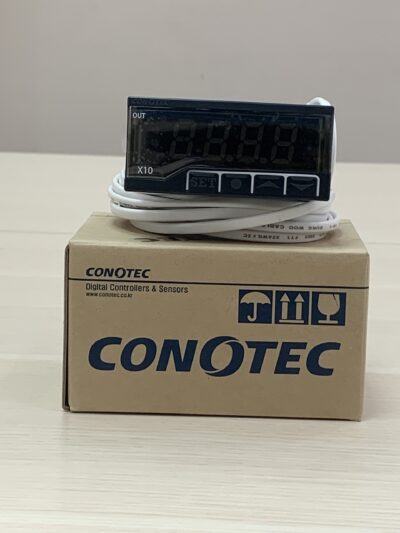 CONOTEC
OUT
X10
SET
CONOTEC
Digital Controllers & Sensors
www.conotec.co.kr
CONOTEC